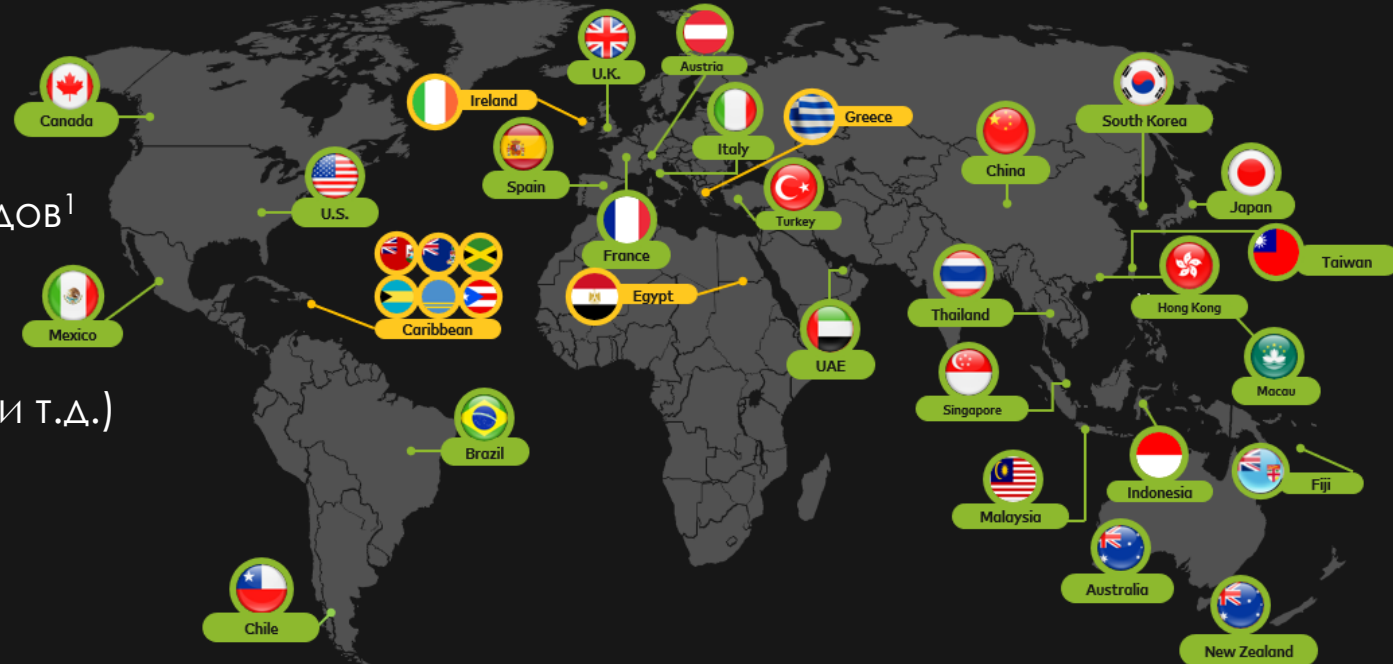 U.K.
Austria
Canada
Ireland
Greece
South Korea
Italy
China
Spain
Turkey
Japan
U.S.
дов¹
France
Taiwan
Egypt
Hong Kong
Thailand
Mexico
Caribbean
UAE
Macau
Singapore
и т.д.)
Brazil
Fiji
Indonesia
Malaysia
Australia
Chile
New Zealand